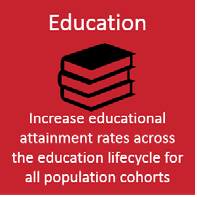 Education
Increase educational
attainment rates across
the education lifecycle for
all population cohorts